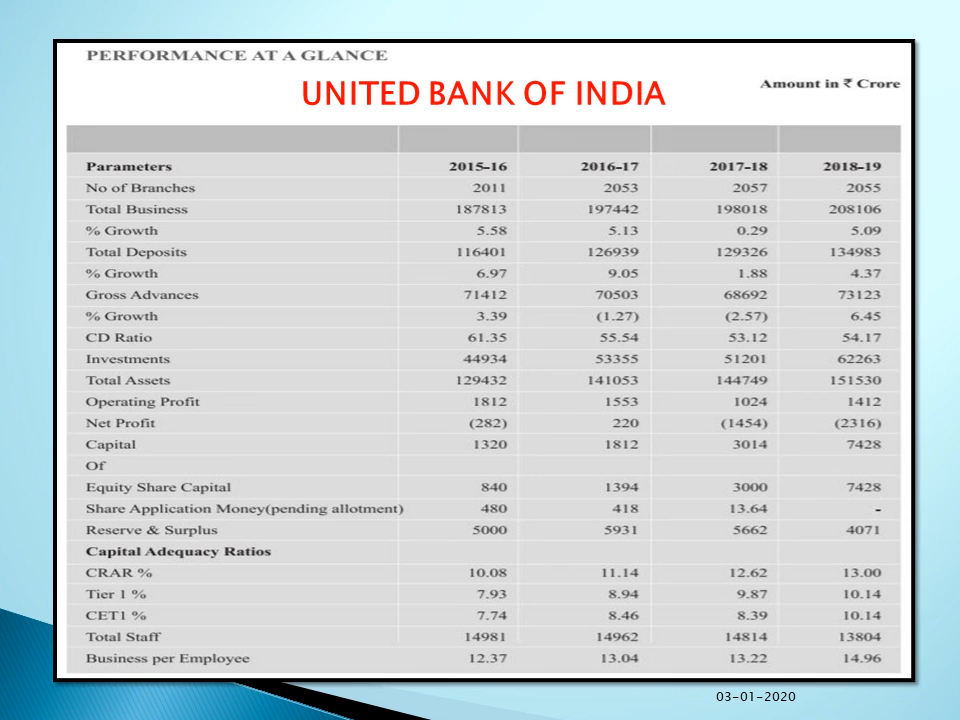 PERFORMANCE AT A GLANCE
UNITED BANK OF INDIA
Amount in ₹ Crore
Parameters 2015-16 2016-17 2017-18 2018-19
No of Branches 2011 2053 2057 2055
Total Business 187813 197442 198018 208106
% Growth 5.58 5.13 0.29 5.09
Total Deposits 116401 126939 129326 134983
% Growth 6.97 9.05 1.88 4.37
Gross Advances 71412 70503 68692 73123
% Growth 3.39 (1.27) (2.57) 6.45
CD Ratio 61.35 55.54 53.12 54.17
Investments 44934 53355 51201 62263
Total Assets 129432 141053 144749 151530
Operating Profit 1812 1553 1024 1412
Net Profit (282) 220 (1454) (2316)
Capital 1320 1812 3014 7428
Of
Equity Share Capital 840 1394 3000 7428
Share Application Money(pending allotment) 480 418 13.64 -
Reserve & Surplus 5000 5931 5662 4071
Capital Adequacy Ratios
CRAR % 10.08 11.14 12.62 13.00
Tier 1 % 7.93 8.94 9.87 10.14
CET1 % 7.74 8.46 8.39 10.14
Total Staff 14981 14962 14814 13804
Business per Employee 12.37 13.04 13.22 14.96
03-01-2020